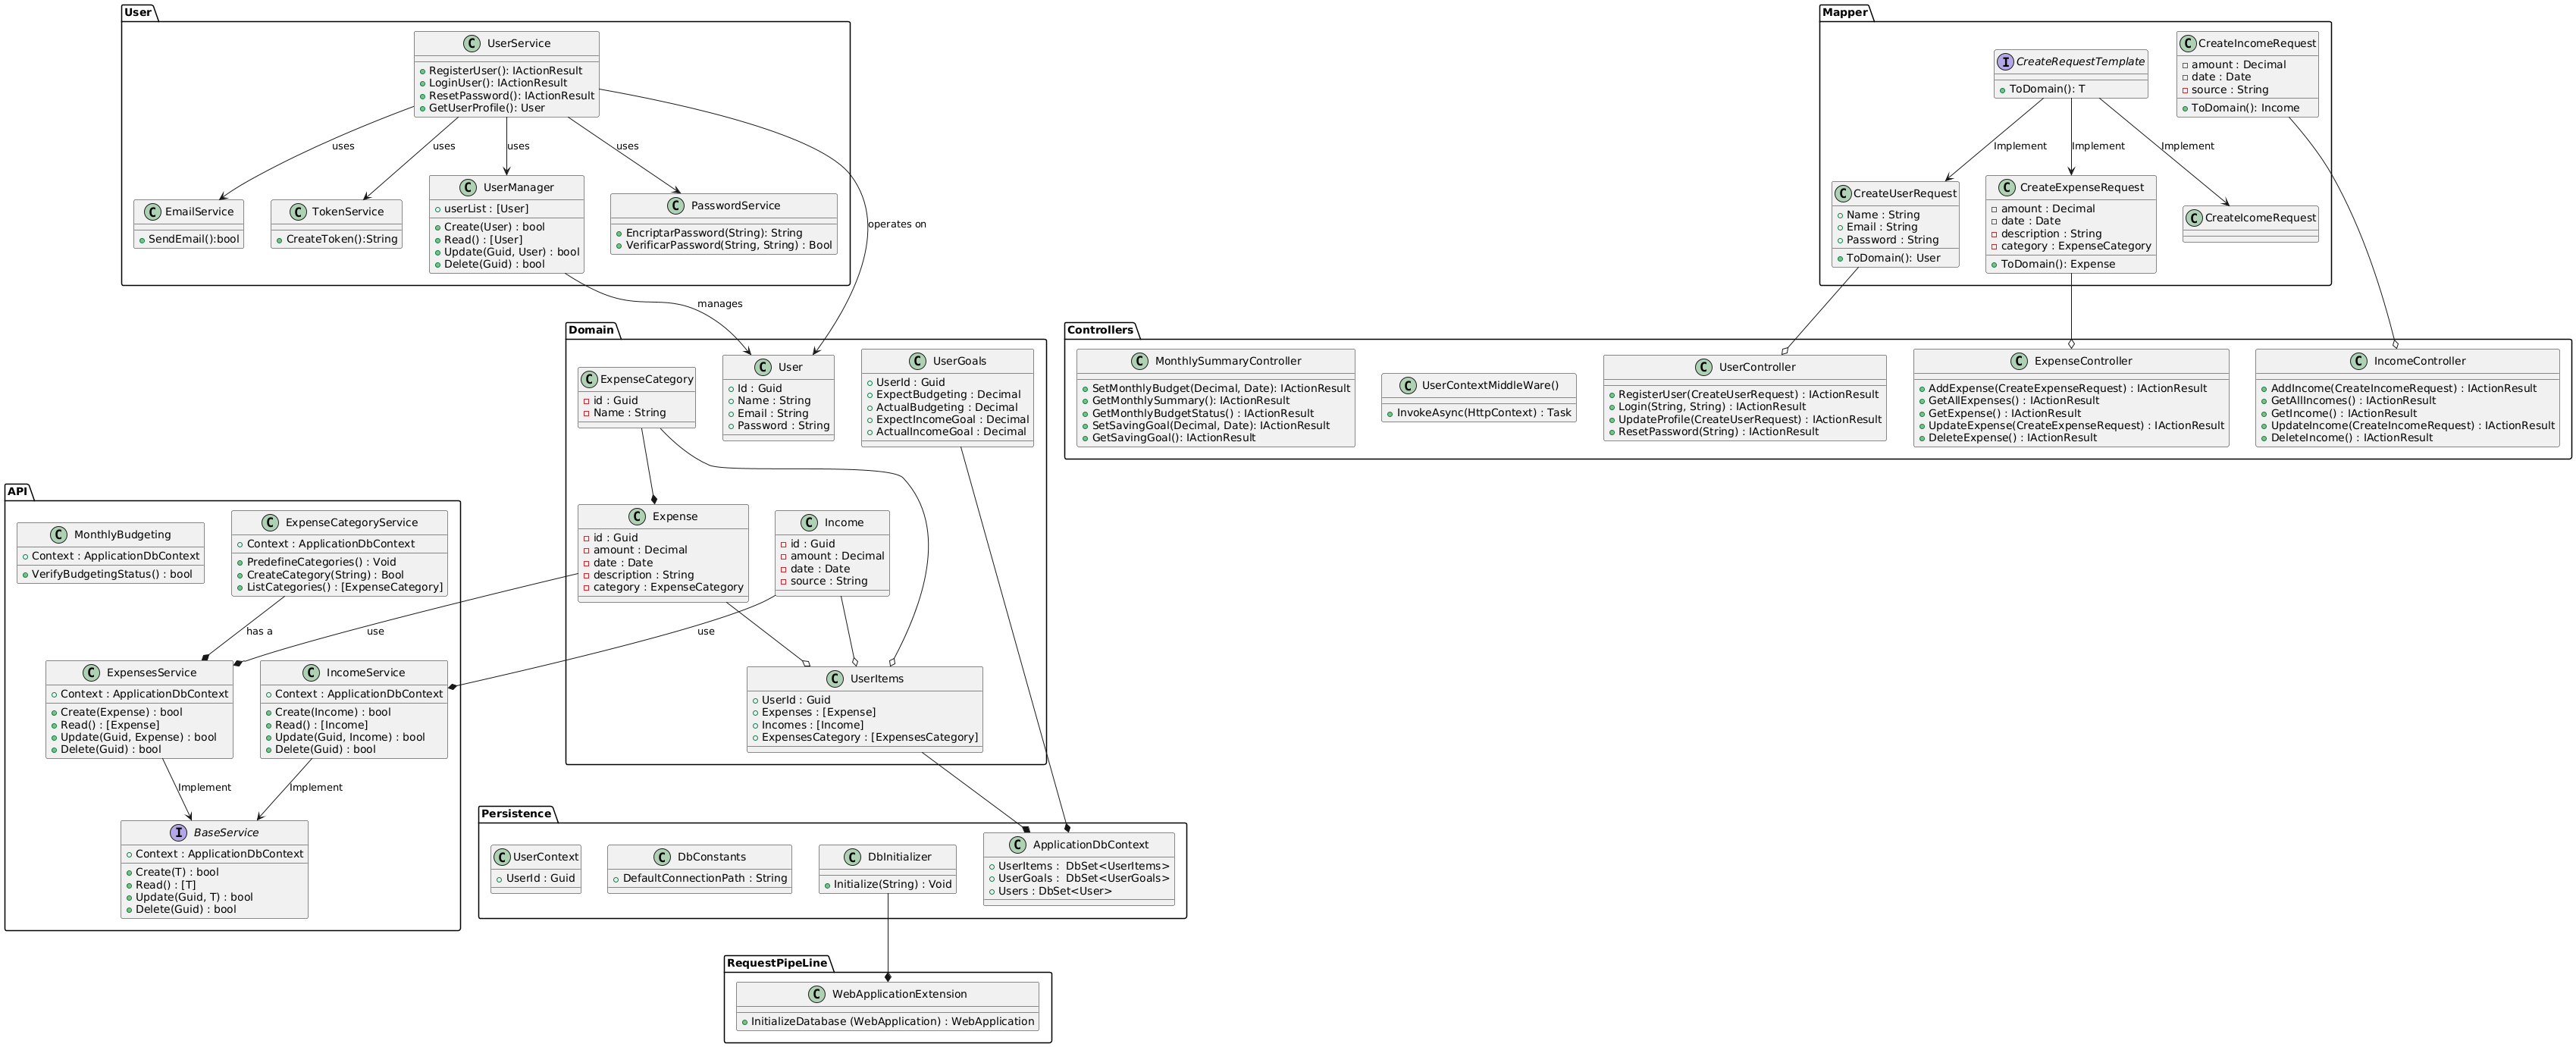 User
UserService
RegisterUser(): IActionResult
LoginUser(): IActionResult
ResetPassword(): IActionResult
GetUserProfile(): User
uses
uses
uses
uses
operates on
EmailService
SendEmail():bool
TokenService
CreateToken():String
UserManager
userList : [User]
Create(User) : bool
Read() : [User]
Update(Guid, User) : bool
Delete(Guid) : bool
PasswordService
EncriptarPassword(String): String
VerificarPassword(String, String) : Bool
manages
Mapper
CreateRequestTemplate
ToDomain(): T
CreateIncomeRequest
amount : Decimal
date : Date
source : String
ToDomain(): Income
Implement
Implement
Implement
CreateUserRequest
Name : String
Email : String
Password : String
ToDomain(): User
CreateExpenseRequest
amount : Decimal
date : Date
description : String
category : ExpenseCategory
ToDomain(): Expense
CreateIcomeRequest
Domain
ExpenseCategory
id : Guid
Name : String
User
Id : Guid
Name : String
Email : String
Password : String
UserGoals
UserId : Guid
ExpectBudgeting : Decimal
ActualBudgeting : Decimal
ExpectIncomeGoal : Decimal
ActualIncomeGoal : Decimal
Expense
id : Guid
amount : Decimal
date : Date
description : String
category : ExpenseCategory
Income
id : Guid
amount : Decimal
date : Date
source : String
UserItems
UserId : Guid
Expenses : [Expense]
Incomes : [Income]
ExpensesCategory : [ExpensesCategory]
Controllers
MonthlySummaryController
SetMonthlyBudget(Decimal, Date): IActionResult
GetMonthlySummary(): IActionResult
GetMonthlyBudgetStatus() : IActionResult
SetSavingGoal(Decimal, Date): IActionResult
GetSavingGoal(): IActionResult
UserContextMiddleWare()
InvokeAsync(HttpContext) : Task
UserController
RegisterUser(CreateUserRequest) : IActionResult
Login(String, String) : IActionResult
UpdateProfile(CreateUserRequest) : IActionResult
ResetPassword(String) : IActionResult
ExpenseController
AddExpense(CreateExpenseRequest) : IActionResult
GetAllExpenses() : IActionResult
GetExpense() : IActionResult
UpdateExpense(CreateExpenseRequest) : IActionResult
DeleteExpense() : IActionResult
IncomeController
AddIncome(CreateIncomeRequest) : IActionResult
GetAllIncomes() : IActionResult
GetIncome() : IActionResult
UpdateIncome(CreateIncomeRequest) : IActionResult
DeleteIncome() : IActionResult
API
MonthlyBudgeting
Context : ApplicationDbContext
VerifyBudgetingStatus() : bool
ExpenseCategoryService
Context : ApplicationDbContext
PredefineCategories() : Void
CreateCategory(String) : Bool
ListCategories() : [ExpenseCategory]
has a
use
use
ExpensesService
Context : ApplicationDbContext
Create(Expense) : bool
Read() : [Expense]
Update(Guid, Expense) : bool
Delete(Guid) : bool
IncomeService
Context : ApplicationDbContext
Create(Income) : bool
Read() : [Income]
Update(Guid, Income) : bool
Delete(Guid) : bool
Implement
Implement
BaseService
Context : ApplicationDbContext
Create(T) : bool
Read() : [T]
Update(Guid, T) : bool
Delete(Guid) : bool
Persistence
UserContext
UserId : Guid
DbConstants
DefaultConnectionPath : String
DbInitializer
Initialize(String) : Void
ApplicationDbContext
UserItems :  DbSet<UserItems>
UserGoals :  DbSet<UserGoals>
Users : DbSet<User>
RequestPipeLine
WebApplicationExtension
InitializeDatabase (WebApplication) : WebApplication